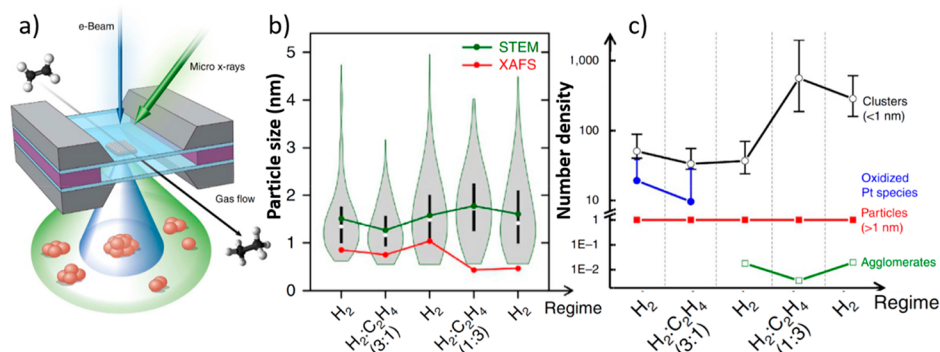 a)
e-Beam
Micro x-rays
Gas flow
b)
Particle size (nm)
5
4
3
2
1
0
STEM
XAFS
H₂
H₂:C₂H₄
(3:1)
H₂
H₂:C₂H₄
(1:3)
H₂
Regime
c)
Number density
1,000
100
10
1
1E−1
1E−2
Clusters
(<1 nm)
Oxidized
Pt species
Particles
(>1 nm)
Agglomerates
H₂
H₂:C₂H₄
(3:1)
H₂
H₂:C₂H₄
(1:3)
H₂
Regime